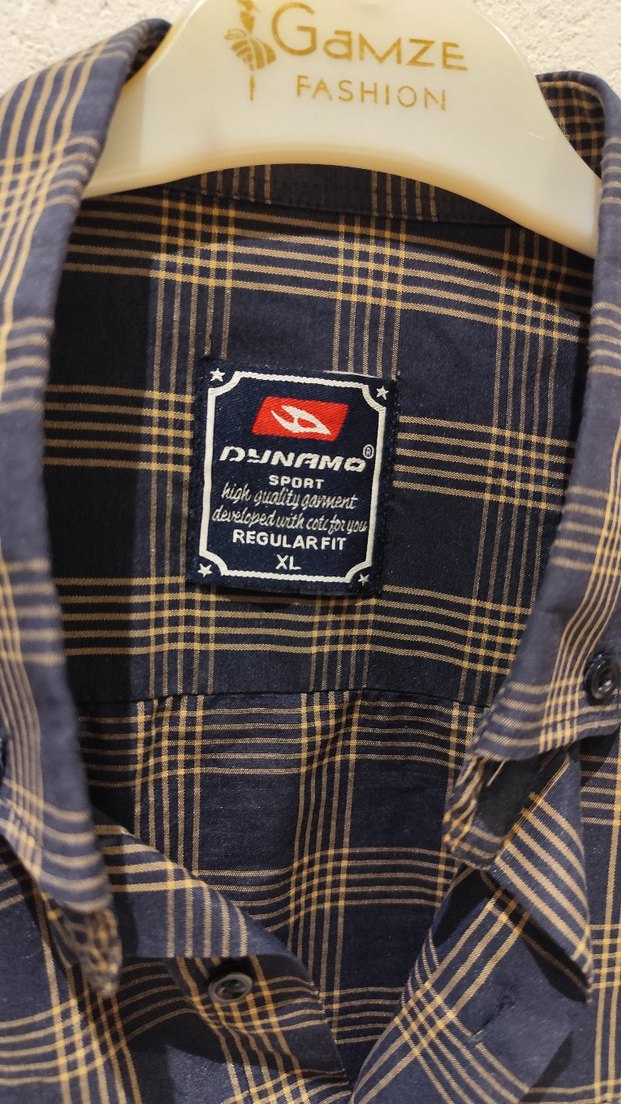 GAMZE
FASHION
DYNAMO®
SPORT
high quality garment
developed with cotc for you
REGULAR FIT
XL